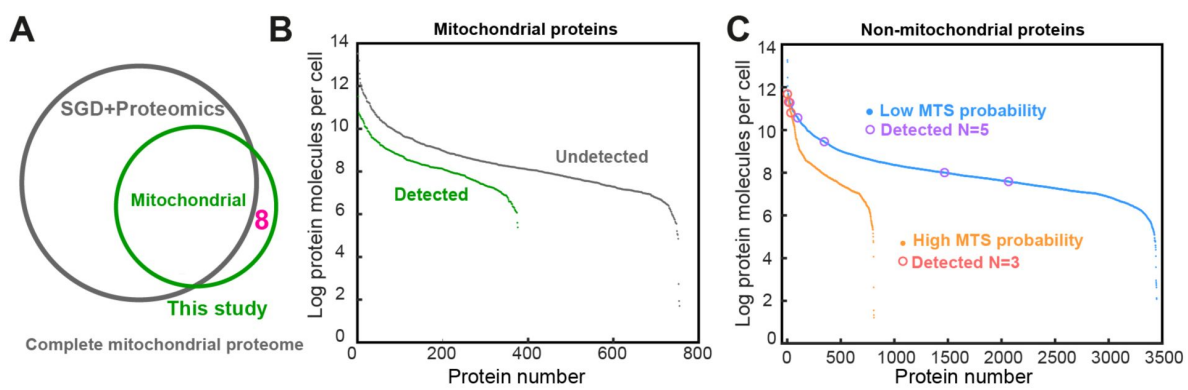 A
SGD+Proteomics
Mitochondrial
8
This study
Complete mitochondrial proteome
B
Mitochondrial proteins
Log protein molecules per cell
14
12
10
8
6
4
2
0
Undetected
Detected
0
200
400
600
800
Protein number
C
Non-mitochondrial proteins
Log protein molecules per cell
14
12
10
8
6
4
2
0
Low MTS probability
Detected N=5
High MTS probability
Detected N=3
0
500
1000
1500
2000
2500
3000
3500
Protein number